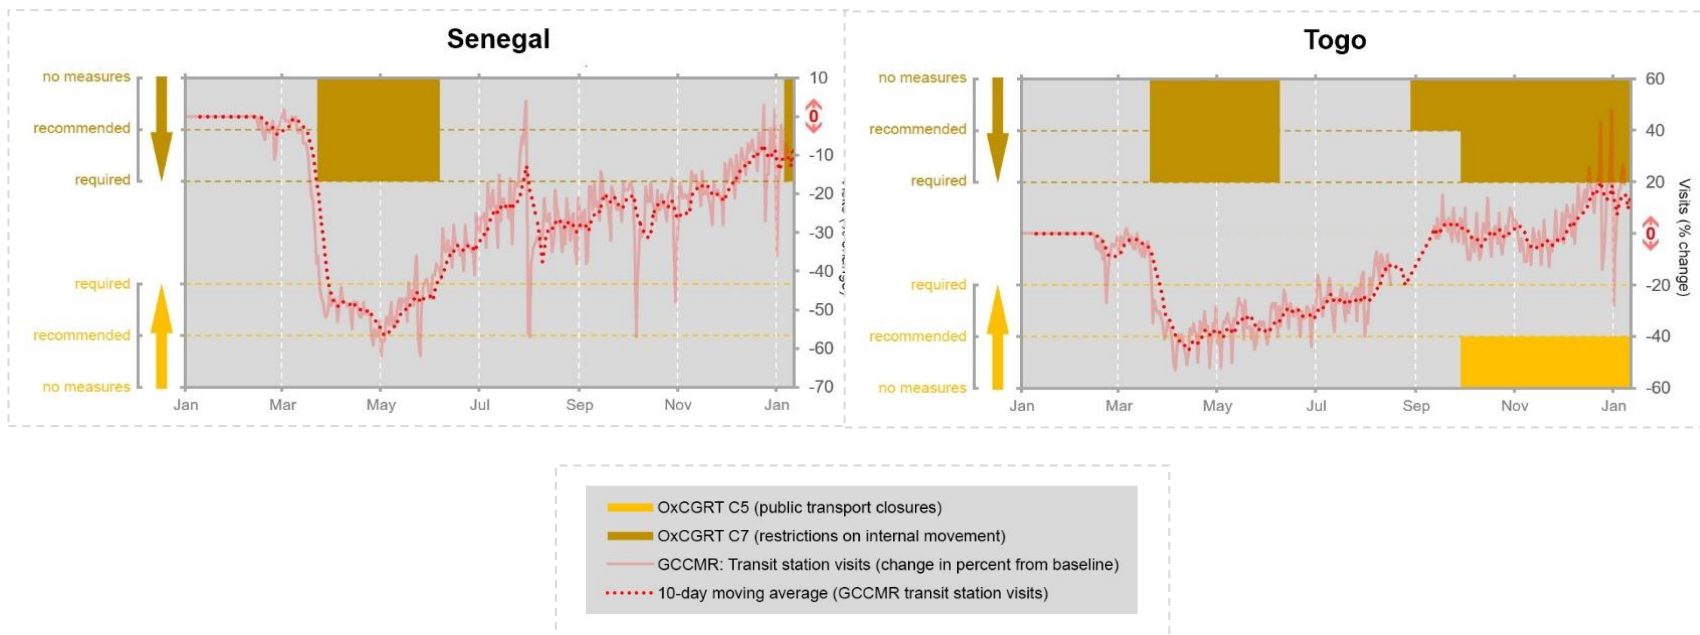 Senegal
no measures
recommended
required
required
recommended
no measures
10
0
-10
-20
-30
-40
-50
-60
-70
Jan Mar May Jul Sep Nov Jan
Togo
no measures
recommended
required
required
recommended
no measures
60
40
20
0
-20
-40
-60
Visits (% change)
Jan Mar May Jul Sep Nov Jan
OxCGRT C5 (public transport closures)
OxCGRT C7 (restrictions on internal movement)
GCCMR: Transit station visits (change in percent from baseline)
10-day moving average (GCCMR transit station visits)